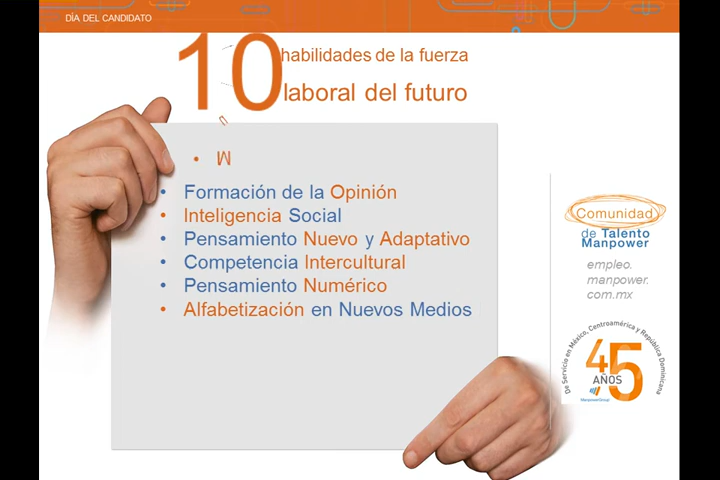 DÍA DEL CANDIDATO
10 habilidades de la fuerza
laboral del futuro
• M
• Formación de la Opinión
• Inteligencia Social
• Pensamiento Nuevo y Adaptativo
• Competencia Intercultural
• Pensamiento Numérico
• Alfabetización en Nuevos Medios
Comunidad
de Talento
Manpower
empleo.
manpower.
com.mx
De Servicio en México, Centroamérica y República Dominicana
45
AÑOS
ManpowerGroup